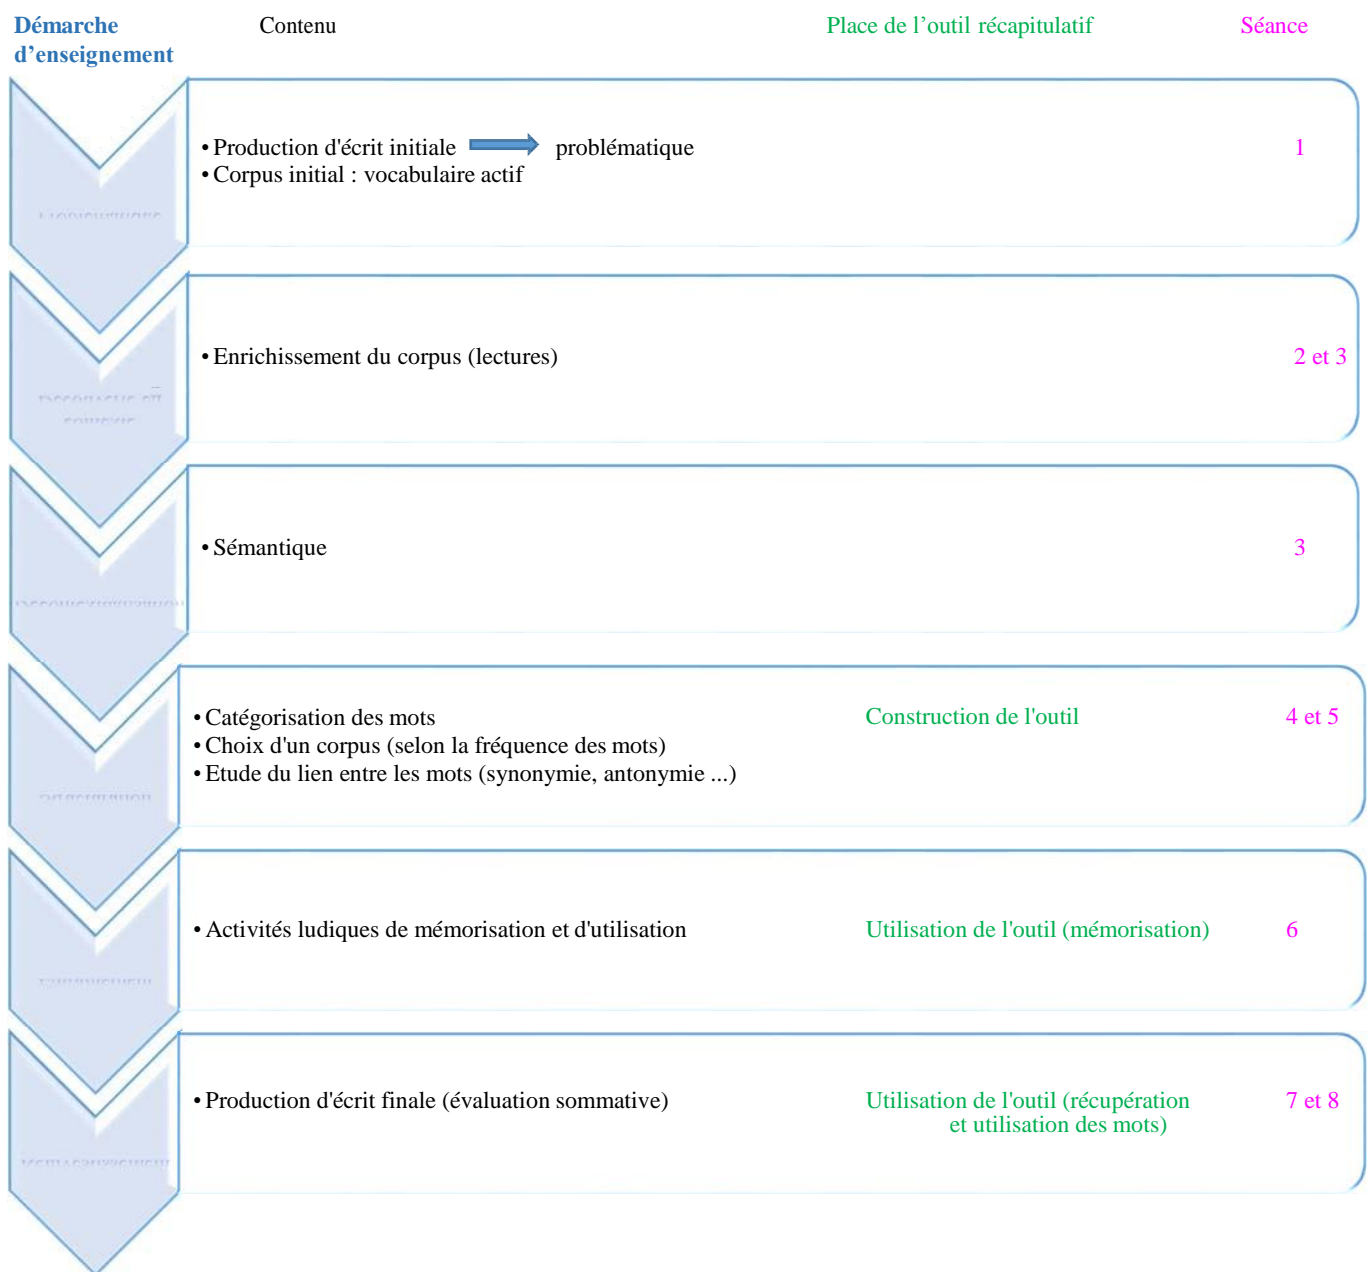 Démarche d'enseignement
Contenu
Place de l'outil récapitulatif
Séance
• Production d'écrit initiale problématique
1
• Corpus initial : vocabulaire actif
• Enrichissement du corpus (lectures)
2 et 3
• Sémantique
3
• Catégorisation des mots
Construction de l'outil
4 et 5
• Choix d'un corpus (selon la fréquence des mots)
• Etude du lien entre les mots (synonymie, antonymie ...)
• Activités ludiques de mémorisation et d'utilisation
Utilisation de l'outil (mémorisation)
6
• Production d'écrit finale (évaluation sommative)
Utilisation de l'outil (récupération
et utilisation des mots)
7 et 8